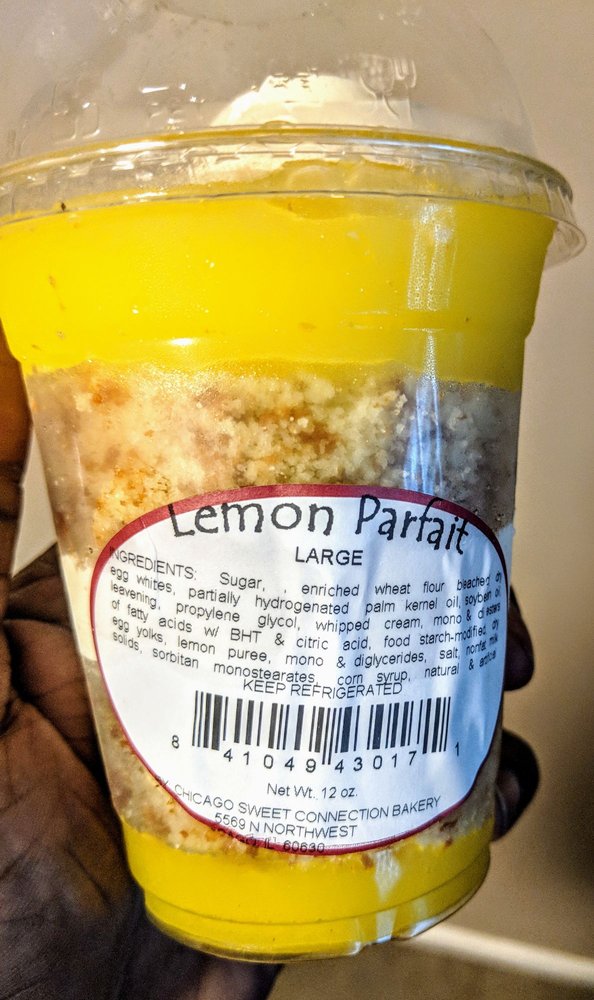 Lemon Parfait
LARGE
INGREDIENTS: Sugar, , enriched wheat flour bleached dry
egg whites, partially hydrogenated palm kernel oil, soybean oil,
leavening, propylene glycol, whipped cream, mono & di esters
of fatty acids w/ BHT & citric acid, food starch-modified, dry
egg yolks, lemon puree, mono & diglycerides, salt, nonfat milk
solids, sorbitan monostearates, corn syrup, natural &
KEEP REFRIGERATED
8 41049 43017 1
Net Wt. 12 oz.
CHICAGO SWEET CONNECTION BAKERY
5569 N NORTHWEST
IL 60630